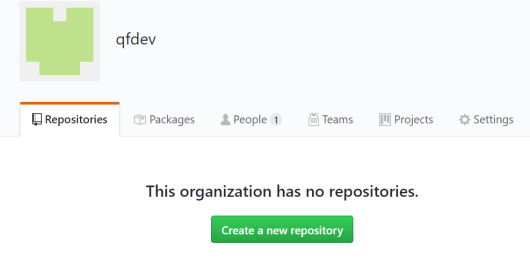 qfdev
Repositories Packages People 1 Teams Projects Settings
This organization has no repositories.
Create a new repository